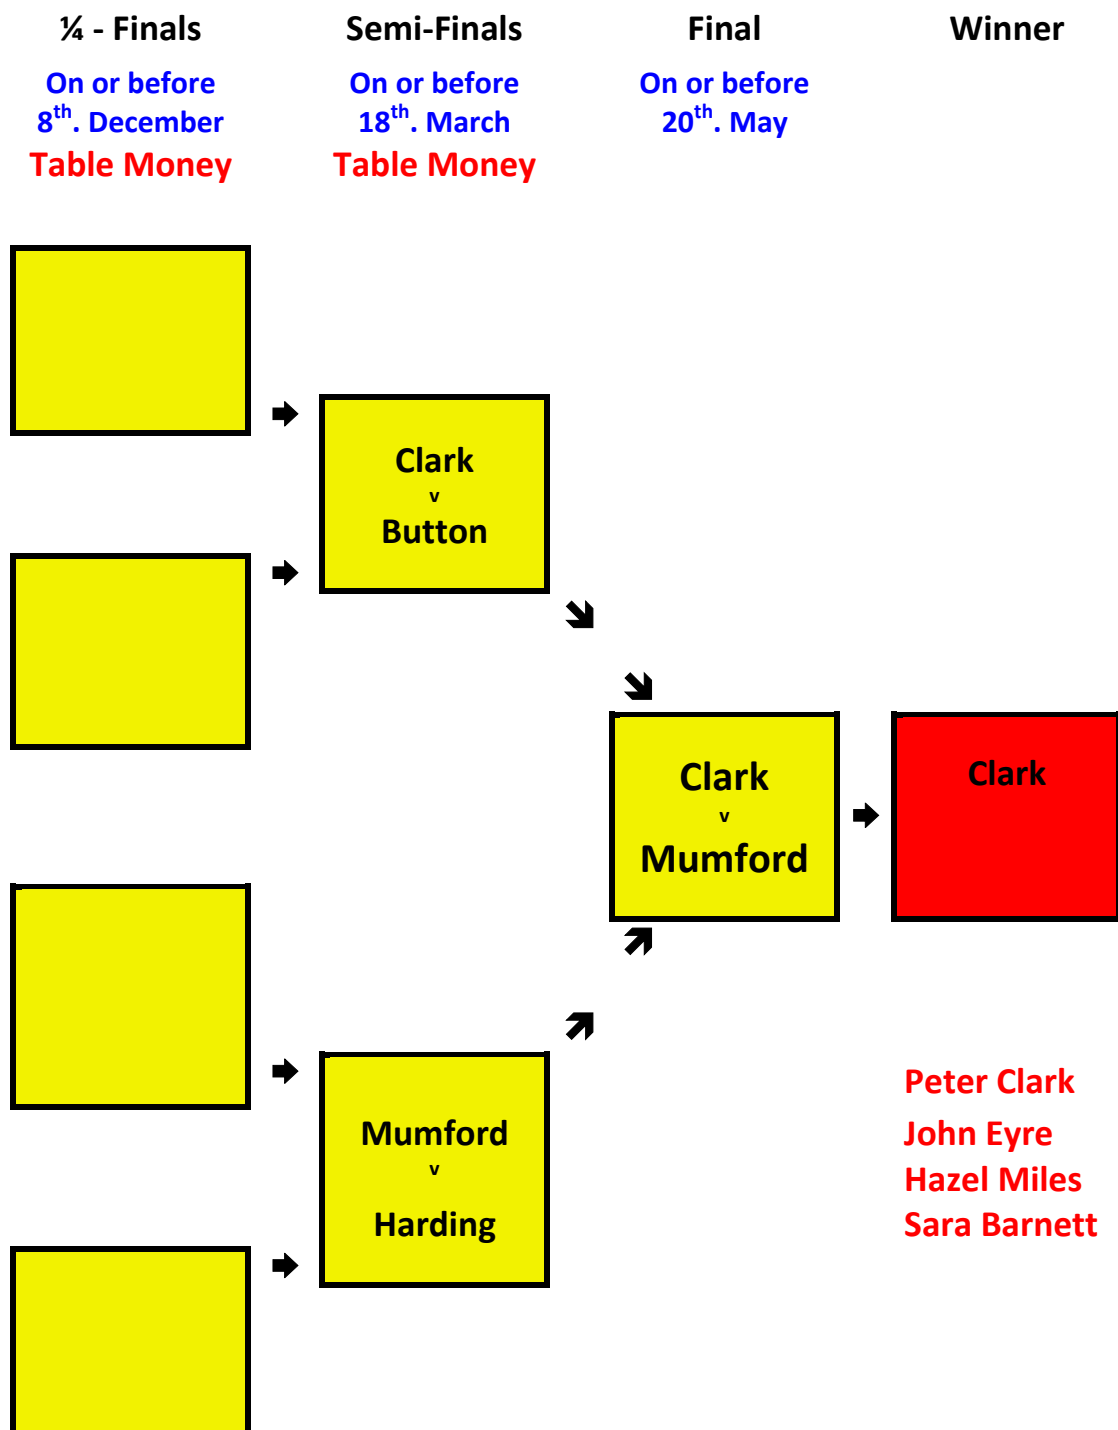 ¼ - Finals
Semi-Finals
Final
Winner
On or before
8th. December
Table Money
On or before
18th. March
Table Money
On or before
20th. May
Clark
v
Button
Clark
v
Mumford
Clark
Mumford
v
Harding
Peter Clark
John Eyre
Hazel Miles
Sara Barnett